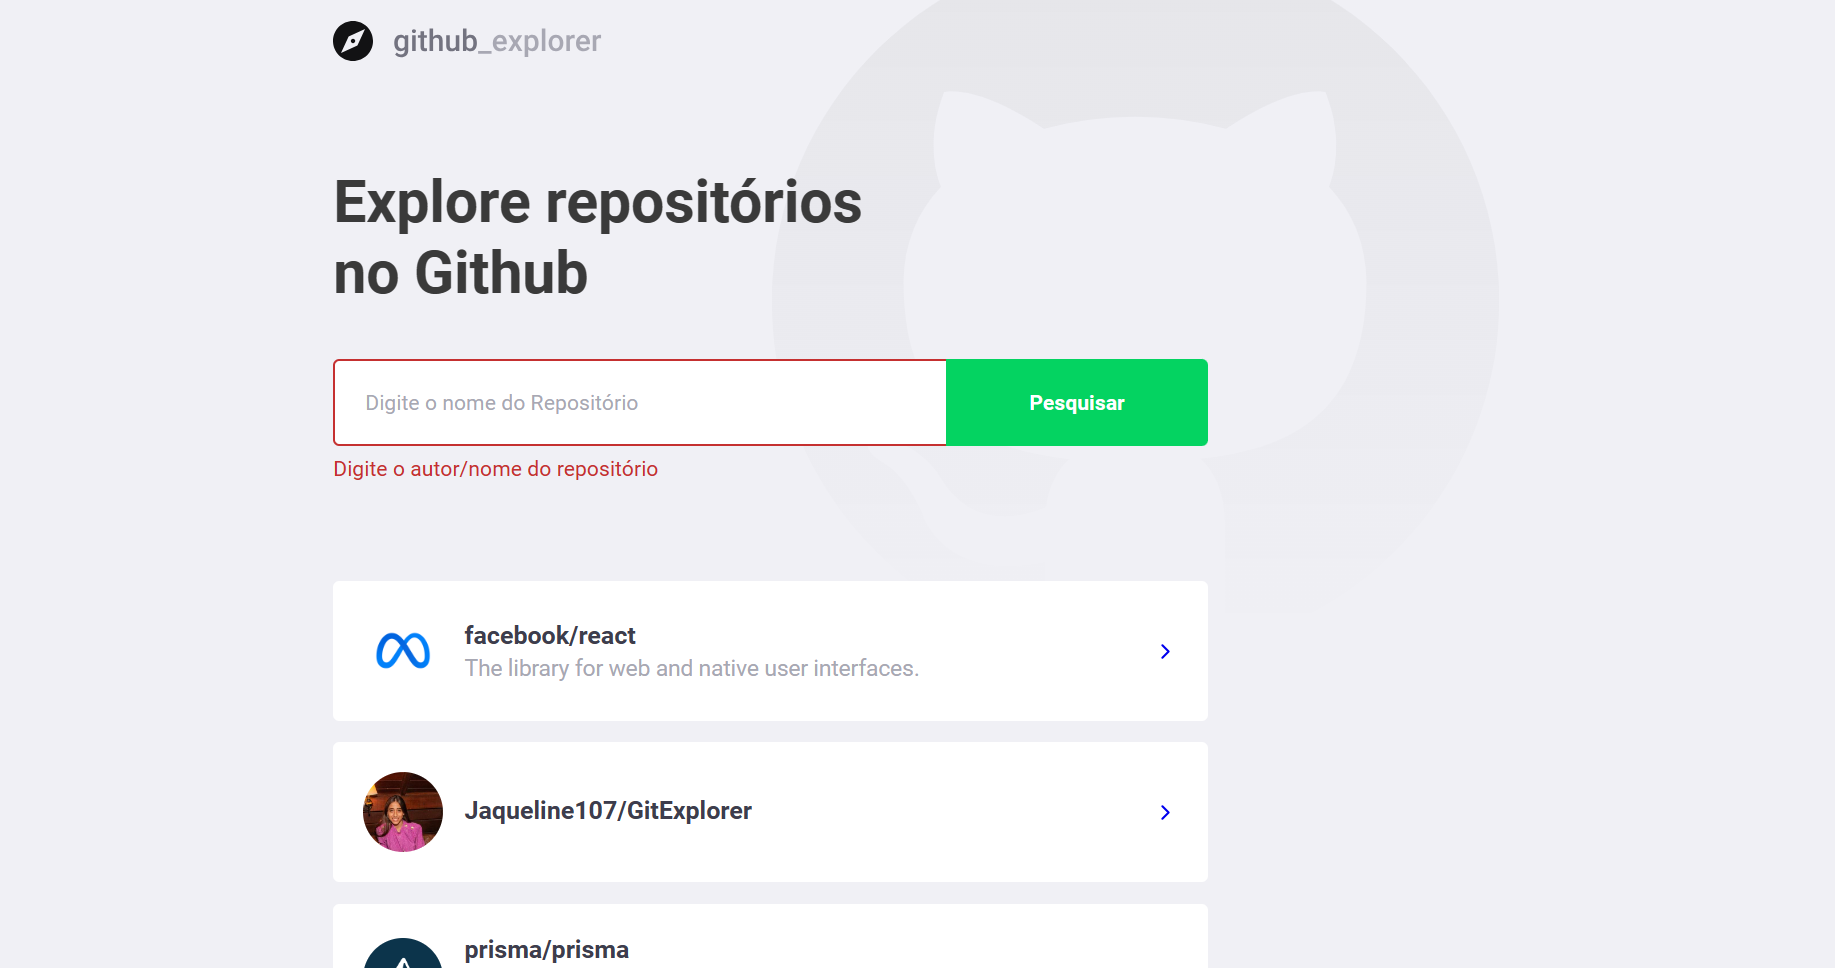 github_explorer
Explore repositórios
no Github
Digite o nome do Repositório
Pesquisar
Digite o autor/nome do repositório
facebook/react
The library for web and native user interfaces.
Jaqueline107/GitExplorer
prisma/prisma